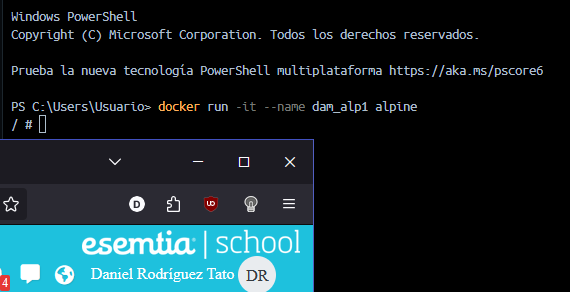 Windows PowerShell
Copyright (C) Microsoft Corporation. Todos los derechos reservados.
Prueba la nueva tecnología PowerShell multiplataforma https://aka.ms/pscore6
PS C:\Users\Usuario> docker run -it --name dam_alp1 alpine
/ #
D
UO
esemtia | school
4
Daniel Rodríguez Tato DR